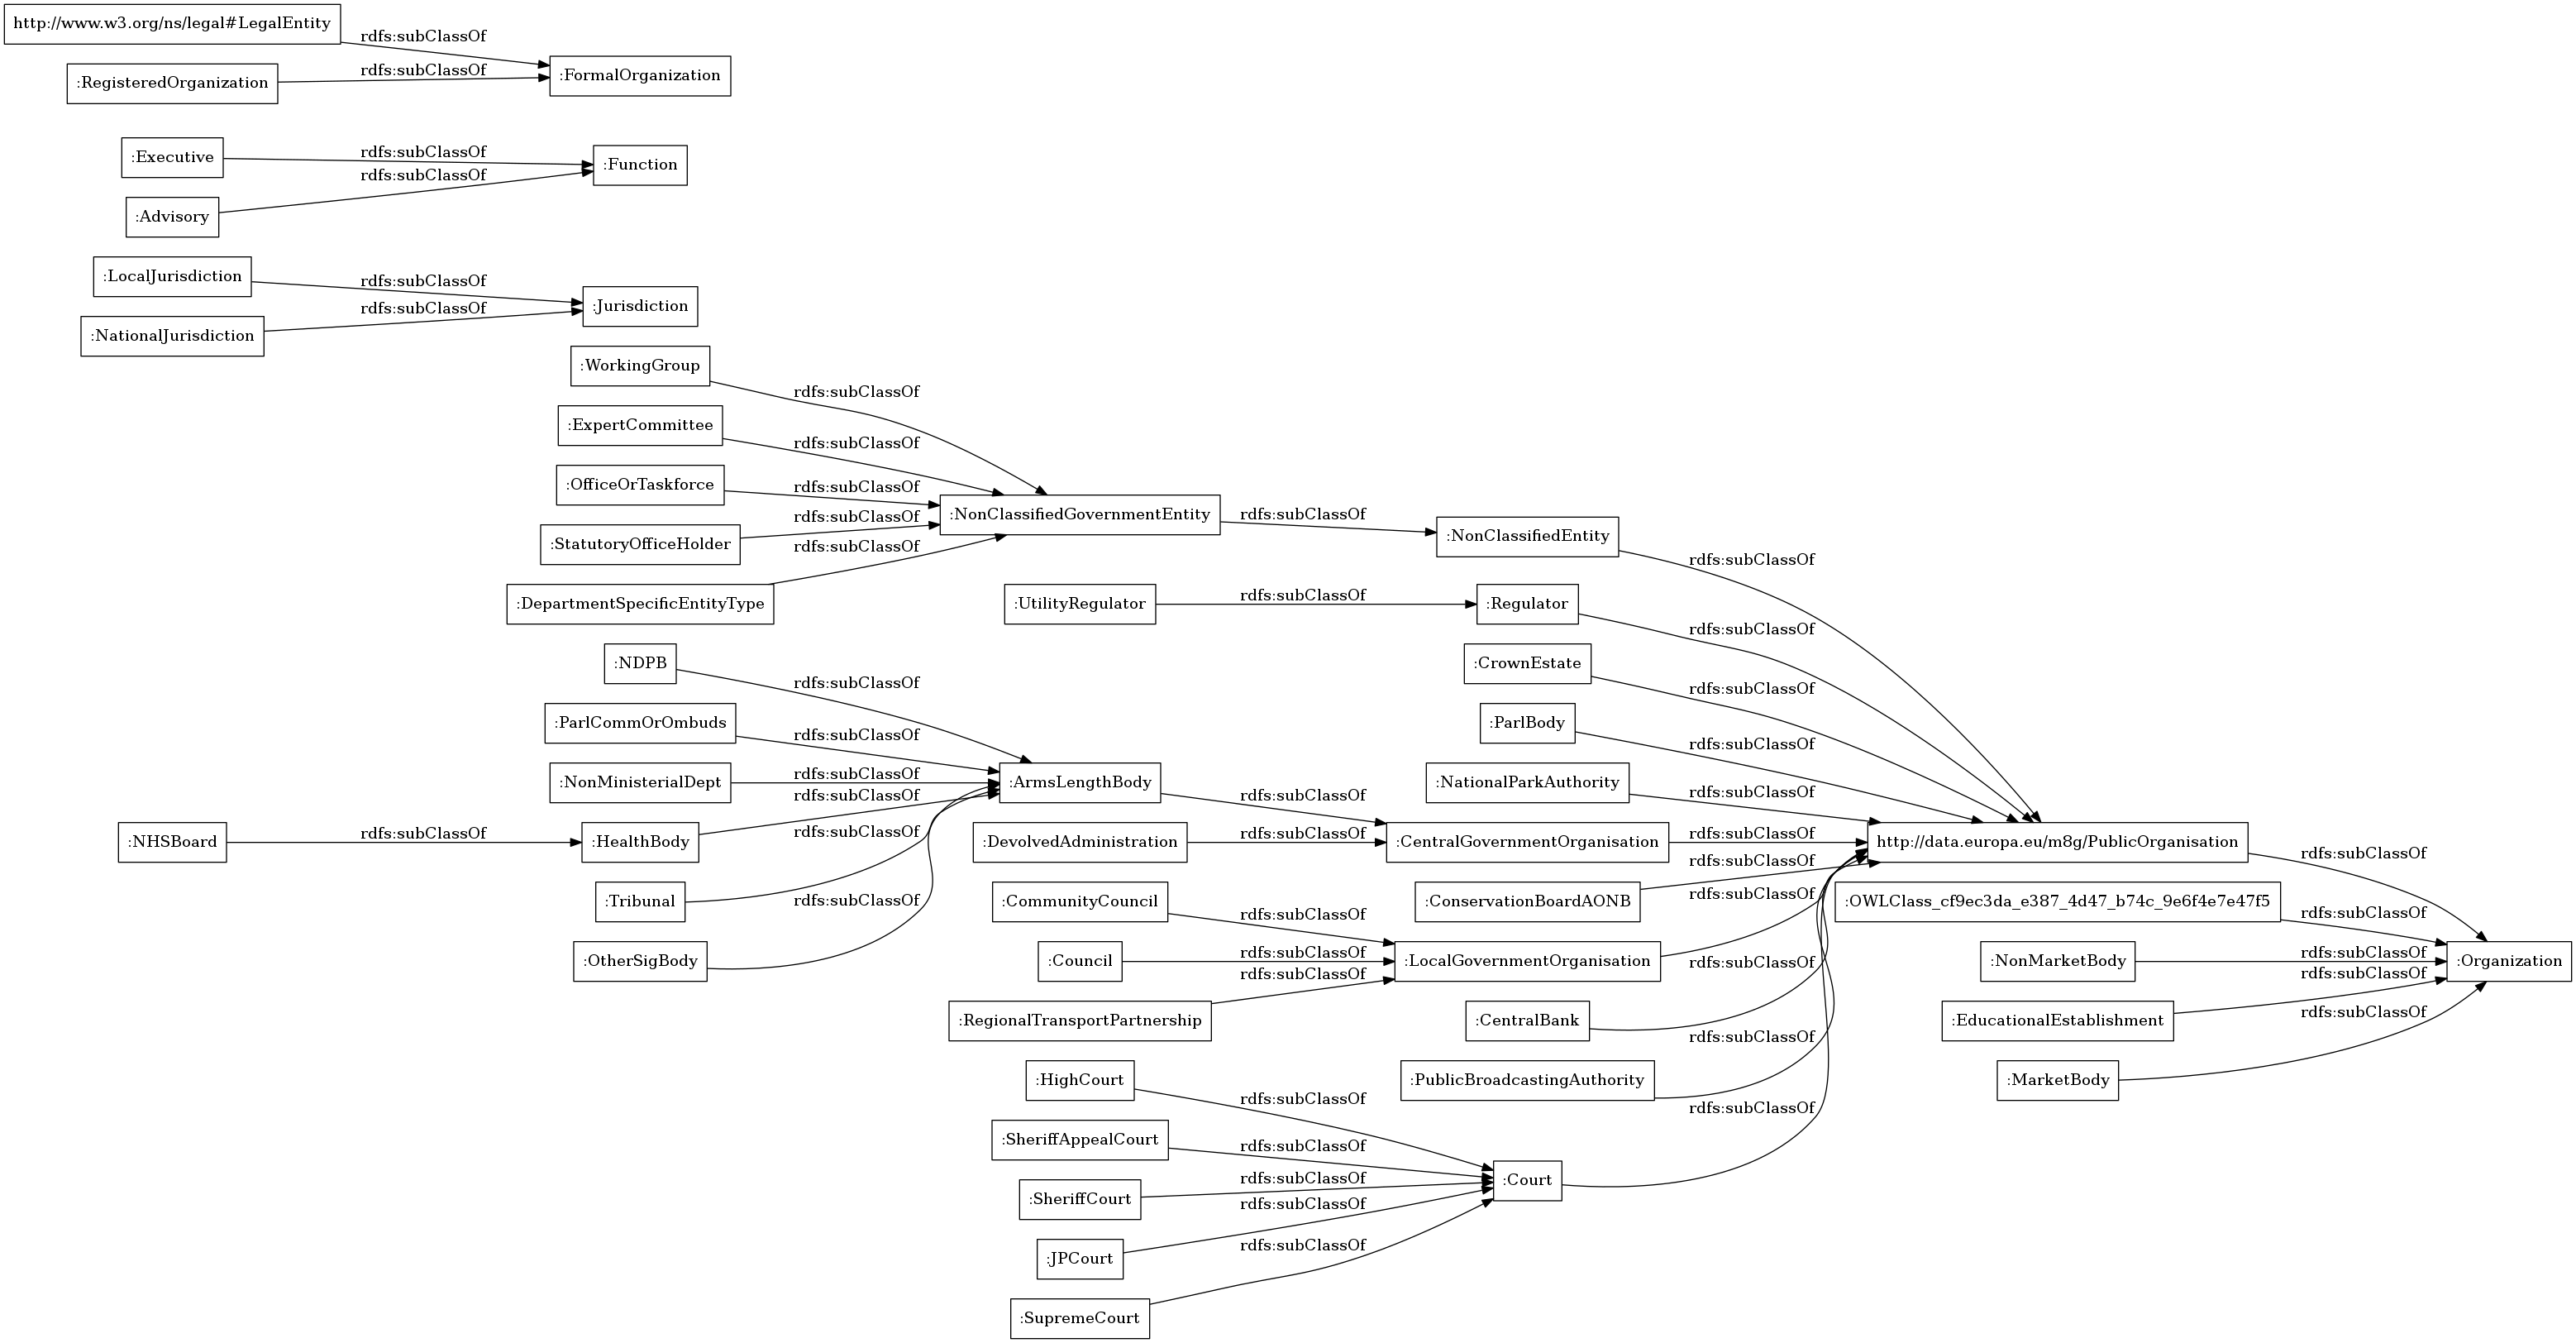 http://www.w3.org/ns/legal#LegalEntity
rdfs:subClassOf
:FormalOrganization
:RegisteredOrganization
rdfs:subClassOf
:Executive
rdfs:subClassOf
:Function
:Advisory
rdfs:subClassOf
:LocalJurisdiction
rdfs:subClassOf
:Jurisdiction
:NationalJurisdiction
rdfs:subClassOf
:WorkingGroup
rdfs:subClassOf
:ExpertCommittee
rdfs:subClassOf
:OfficeOrTaskforce
rdfs:subClassOf
:StatutoryOfficeHolder
rdfs:subClassOf
:DepartmentSpecificEntityType
rdfs:subClassOf
:NonClassifiedGovernmentEntity
rdfs:subClassOf
:NonClassifiedEntity
rdfs:subClassOf
:UtilityRegulator
rdfs:subClassOf
:Regulator
rdfs:subClassOf
:CrownEstate
rdfs:subClassOf
:ParlBody
rdfs:subClassOf
:NationalParkAuthority
rdfs:subClassOf
:NDPB
rdfs:subClassOf
:ParlCommOrOmbuds
rdfs:subClassOf
:NonMinisterialDept
rdfs:subClassOf
:NHSBoard
rdfs:subClassOf
:HealthBody
rdfs:subClassOf
:Tribunal
rdfs:subClassOf
:OtherSigBody
rdfs:subClassOf
:ArmsLengthBody
rdfs:subClassOf
:DevolvedAdministration
rdfs:subClassOf
:CentralGovernmentOrganisation
rdfs:subClassOf
:ConservationBoardAONB
rdfs:subClassOf
:CommunityCouncil
rdfs:subClassOf
:Council
rdfs:subClassOf
:RegionalTransportPartnership
rdfs:subClassOf
:LocalGovernmentOrganisation
rdfs:subClassOf
:CentralBank
rdfs:subClassOf
:PublicBroadcastingAuthority
rdfs:subClassOf
:HighCourt
rdfs:subClassOf
:SheriffAppealCourt
rdfs:subClassOf
:SheriffCourt
rdfs:subClassOf
:JPCourt
rdfs:subClassOf
:SupremeCourt
rdfs:subClassOf
:Court
rdfs:subClassOf
http://data.europa.eu/m8g/PublicOrganisation
rdfs:subClassOf
:OWLClass_cf9ec3da_e387_4d47_b74c_9e6f4e7e47f5
rdfs:subClassOf
:NonMarketBody
rdfs:subClassOf
:EducationalEstablishment
rdfs:subClassOf
:MarketBody
rdfs:subClassOf
:Organization